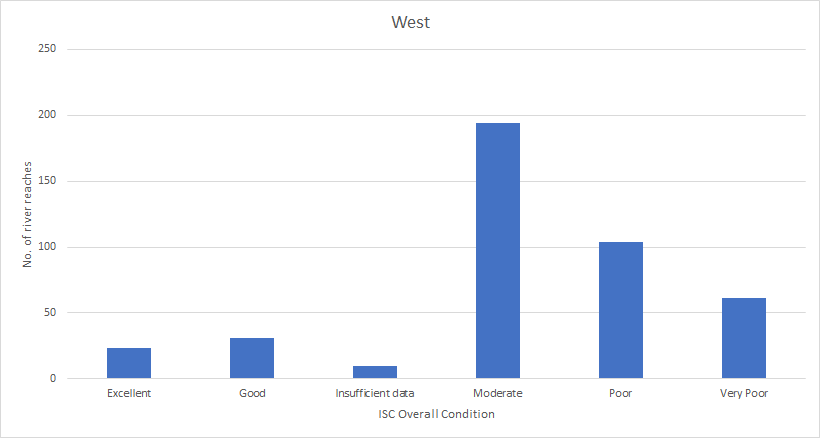 West
250
200
150
100
50
0
No. of river reaches
Excellent Good Insufficient data Moderate Poor Very Poor
ISC Overall Condition